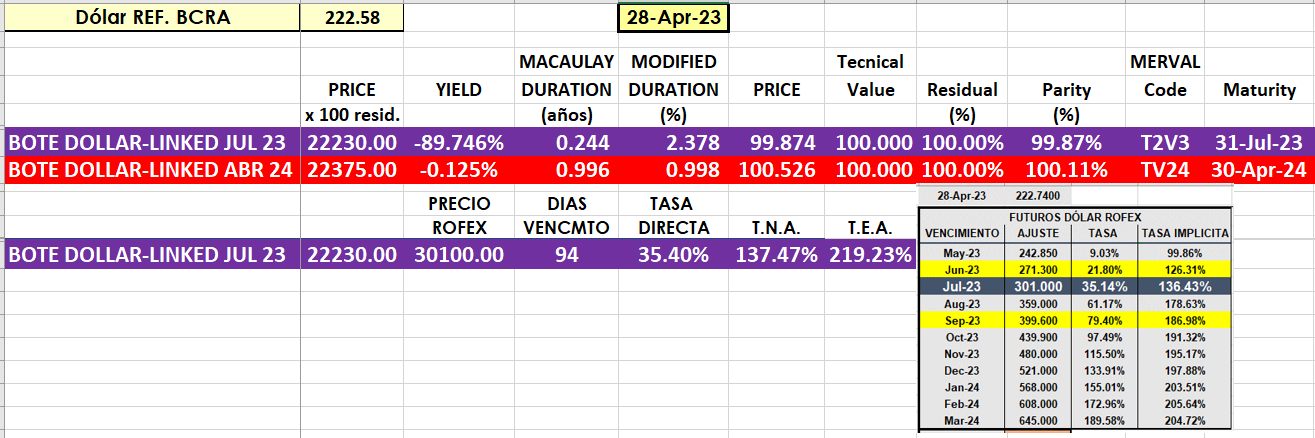 Dólar REF. BCRA 222.58 28-Apr-23
MACAULAY MODIFIED Tecnical MERVAL
PRICE YIELD DURATION DURATION PRICE Value Residual Parity Code Maturity
x 100 resid. (años) (%) (%) (%)
BOTE DOLLAR-LINKED JUL 23 22230.00 -89.746% 0.244 2.378 99.874 100.000 100.00% 99.87% T2V3 31-Jul-23
BOTE DOLLAR-LINKED ABR 24 22375.00 -0.125% 0.996 0.998 100.526 100.000 100.00% 100.11% TV24 30-Apr-24
PRECIO DIAS TASA
ROFEX VENCMTO DIRECTA T.N.A. T.E.A.
BOTE DOLLAR-LINKED JUL 23 22230.00 30100.00 94 35.40% 137.47% 219.23%
28-Apr-23 222.7400
FUTUROS DÓLAR ROFEX
VENCIMIENTO AJUSTE TASA TASA IMPLICITA
May-23 242.850 9.03% 99.86%
Jun-23 271.300 21.80% 126.31%
Jul-23 301.000 35.14% 136.43%
Aug-23 359.000 61.17% 178.63%
Sep-23 399.600 79.40% 186.98%
Oct-23 439.900 97.49% 191.32%
Nov-23 480.000 115.50% 195.17%
Dec-23 521.000 133.91% 197.88%
Jan-24 568.000 155.01% 203.51%
Feb-24 608.000 172.96% 205.64%
Mar-24 645.000 189.58% 204.72%